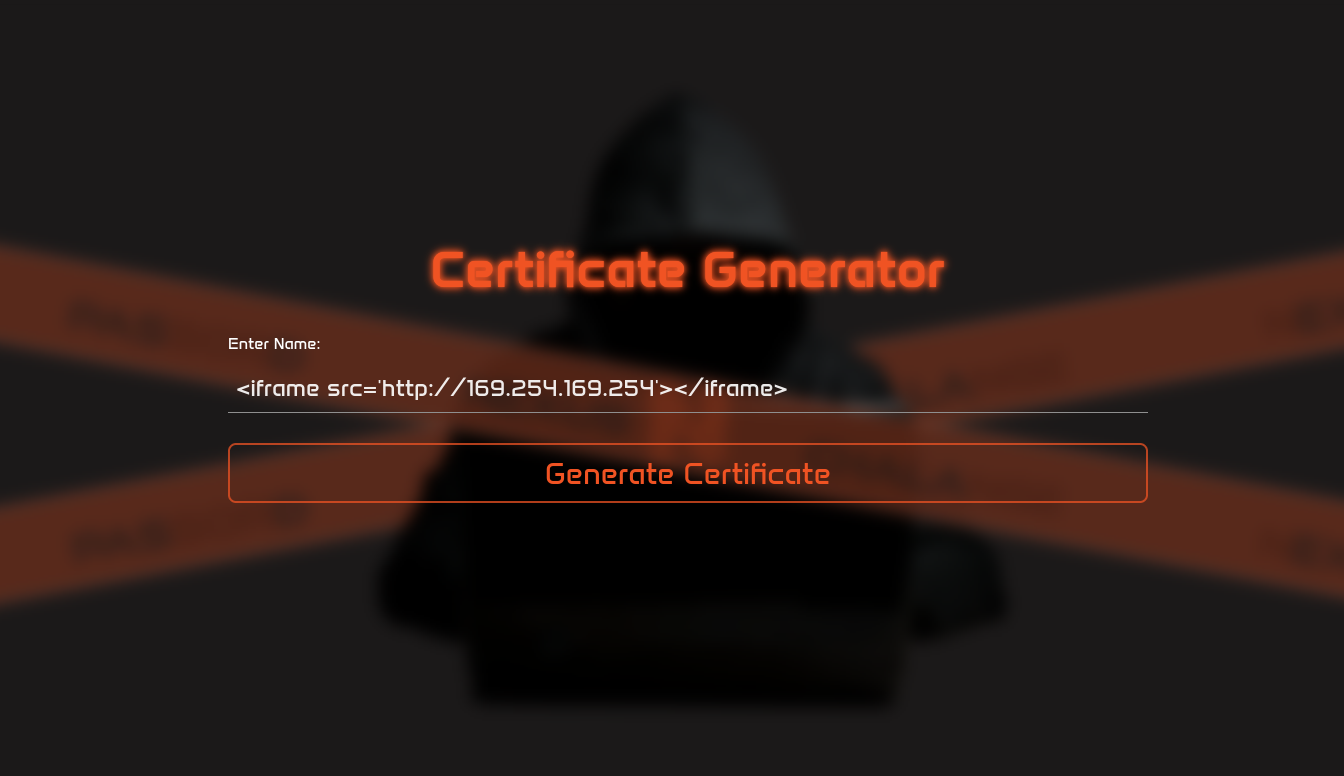 Certificate Generator
Enter Name:
<iframe src='http://169.254.169.254'></iframe>
Generate Certificate